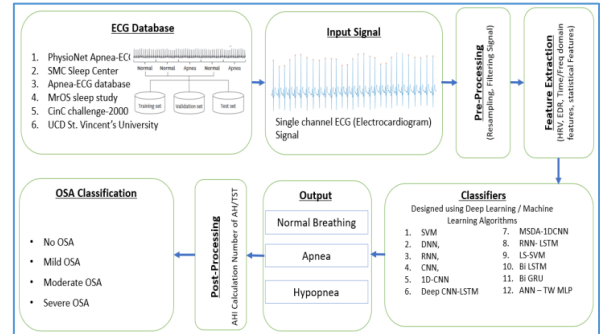 ECG Database
1. PhysioNet Apnea-ECG
2. SMC Sleep Center
3. Apnea-ECG database
4. MrOS sleep study
5. CinC challenge-2000
6. UCD St. Vincent's University
Normal Apnea Normal Apnea Normal
Training set Validation set Test set
Input Signal
Single channel ECG (Electrocardiogram)
Signal
Pre-Processing
(Resampling, Filtering Signal)
Feature Extraction
(HRV, EDR, Time/Freq domain
features, statistical Features)
Classifiers
Designed using Deep Learning / Machine
Learning Algorithms
1. SVM
2. DNN,
3. RNN,
4. CNN,
5. 1D-CNN
6. Deep CNN-LSTM
7. MSDA-1DCNN
8. RNN- LSTM
9. LS-SVM
10. Bi LSTM
11. Bi GRU
12. ANN – TW MLP
Output
Normal Breathing
Apnea
Hypopnea
Post-Processing
AHI Calculation Number of AH/TST
OSA Classification
• No OSA
• Mild OSA
• Moderate OSA
• Severe OSA